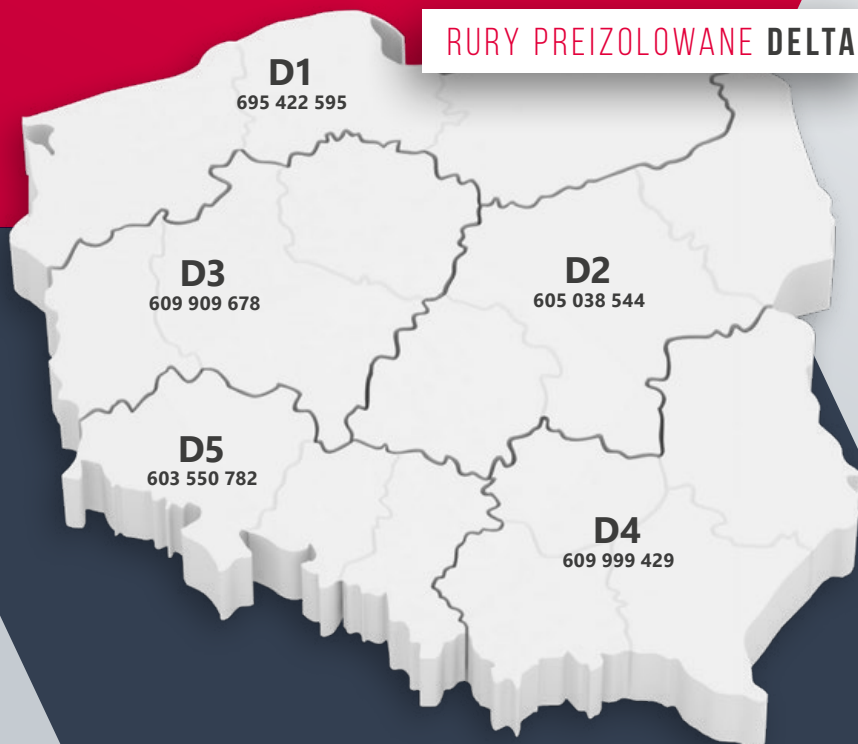 RURY PREIZOLOWANE DELTA
D1
695 422 595
D3
609 909 678
D2
605 038 544
D5
603 550 782
D4
609 999 429